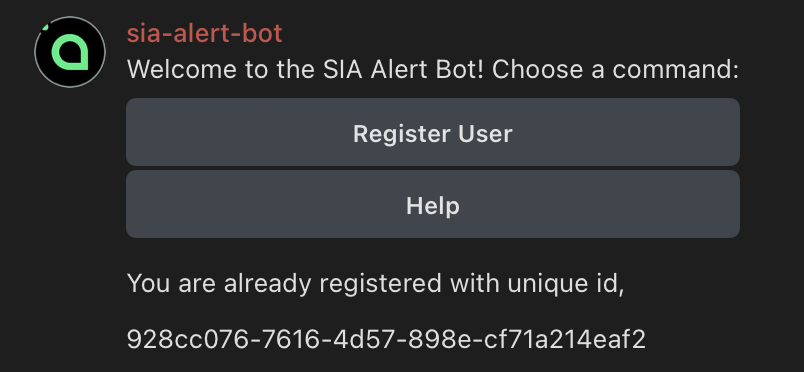 sia-alert-bot
Welcome to the SIA Alert Bot! Choose a command:
Register User
Help
You are already registered with unique id,
928cc076-7616-4d57-898e-cf71a214eaf2